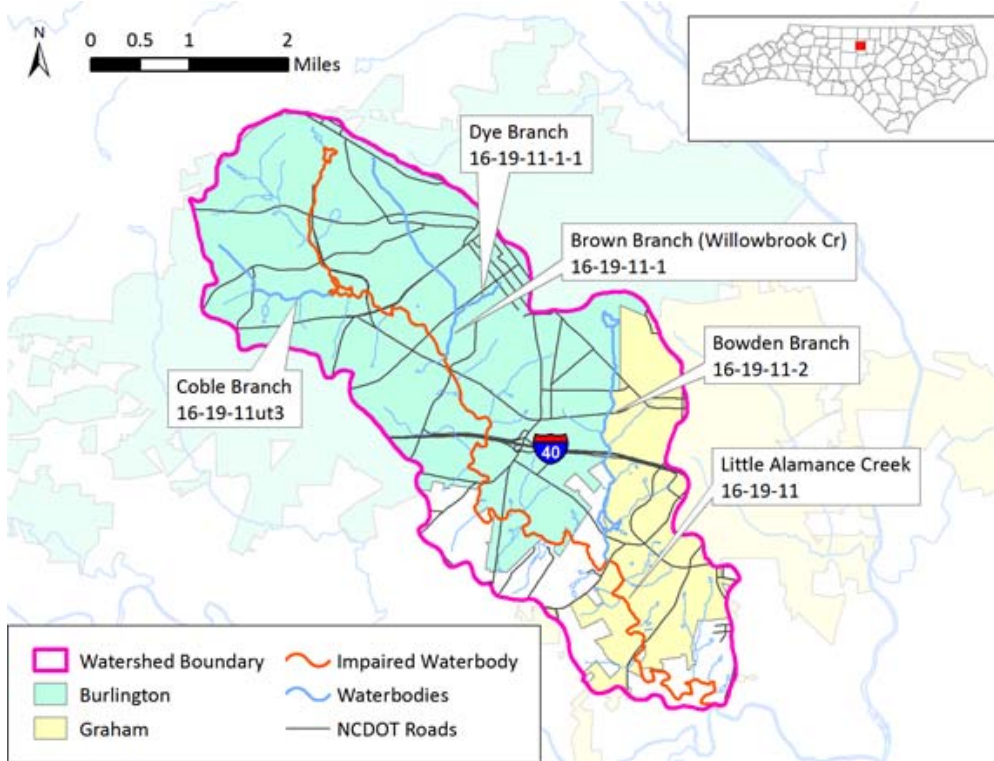 N
0 0.5 1 2
Miles
Dye Branch
16-19-11-1-1
Brown Branch (Willowbrook Cr)
16-19-11-1
Bowden Branch
16-19-11-2
Coble Branch
16-19-11ut3
40
Little Alamance Creek
16-19-11
Watershed Boundary
Burlington
Graham
Impaired Waterbody
Waterbodies
NCDOT Roads